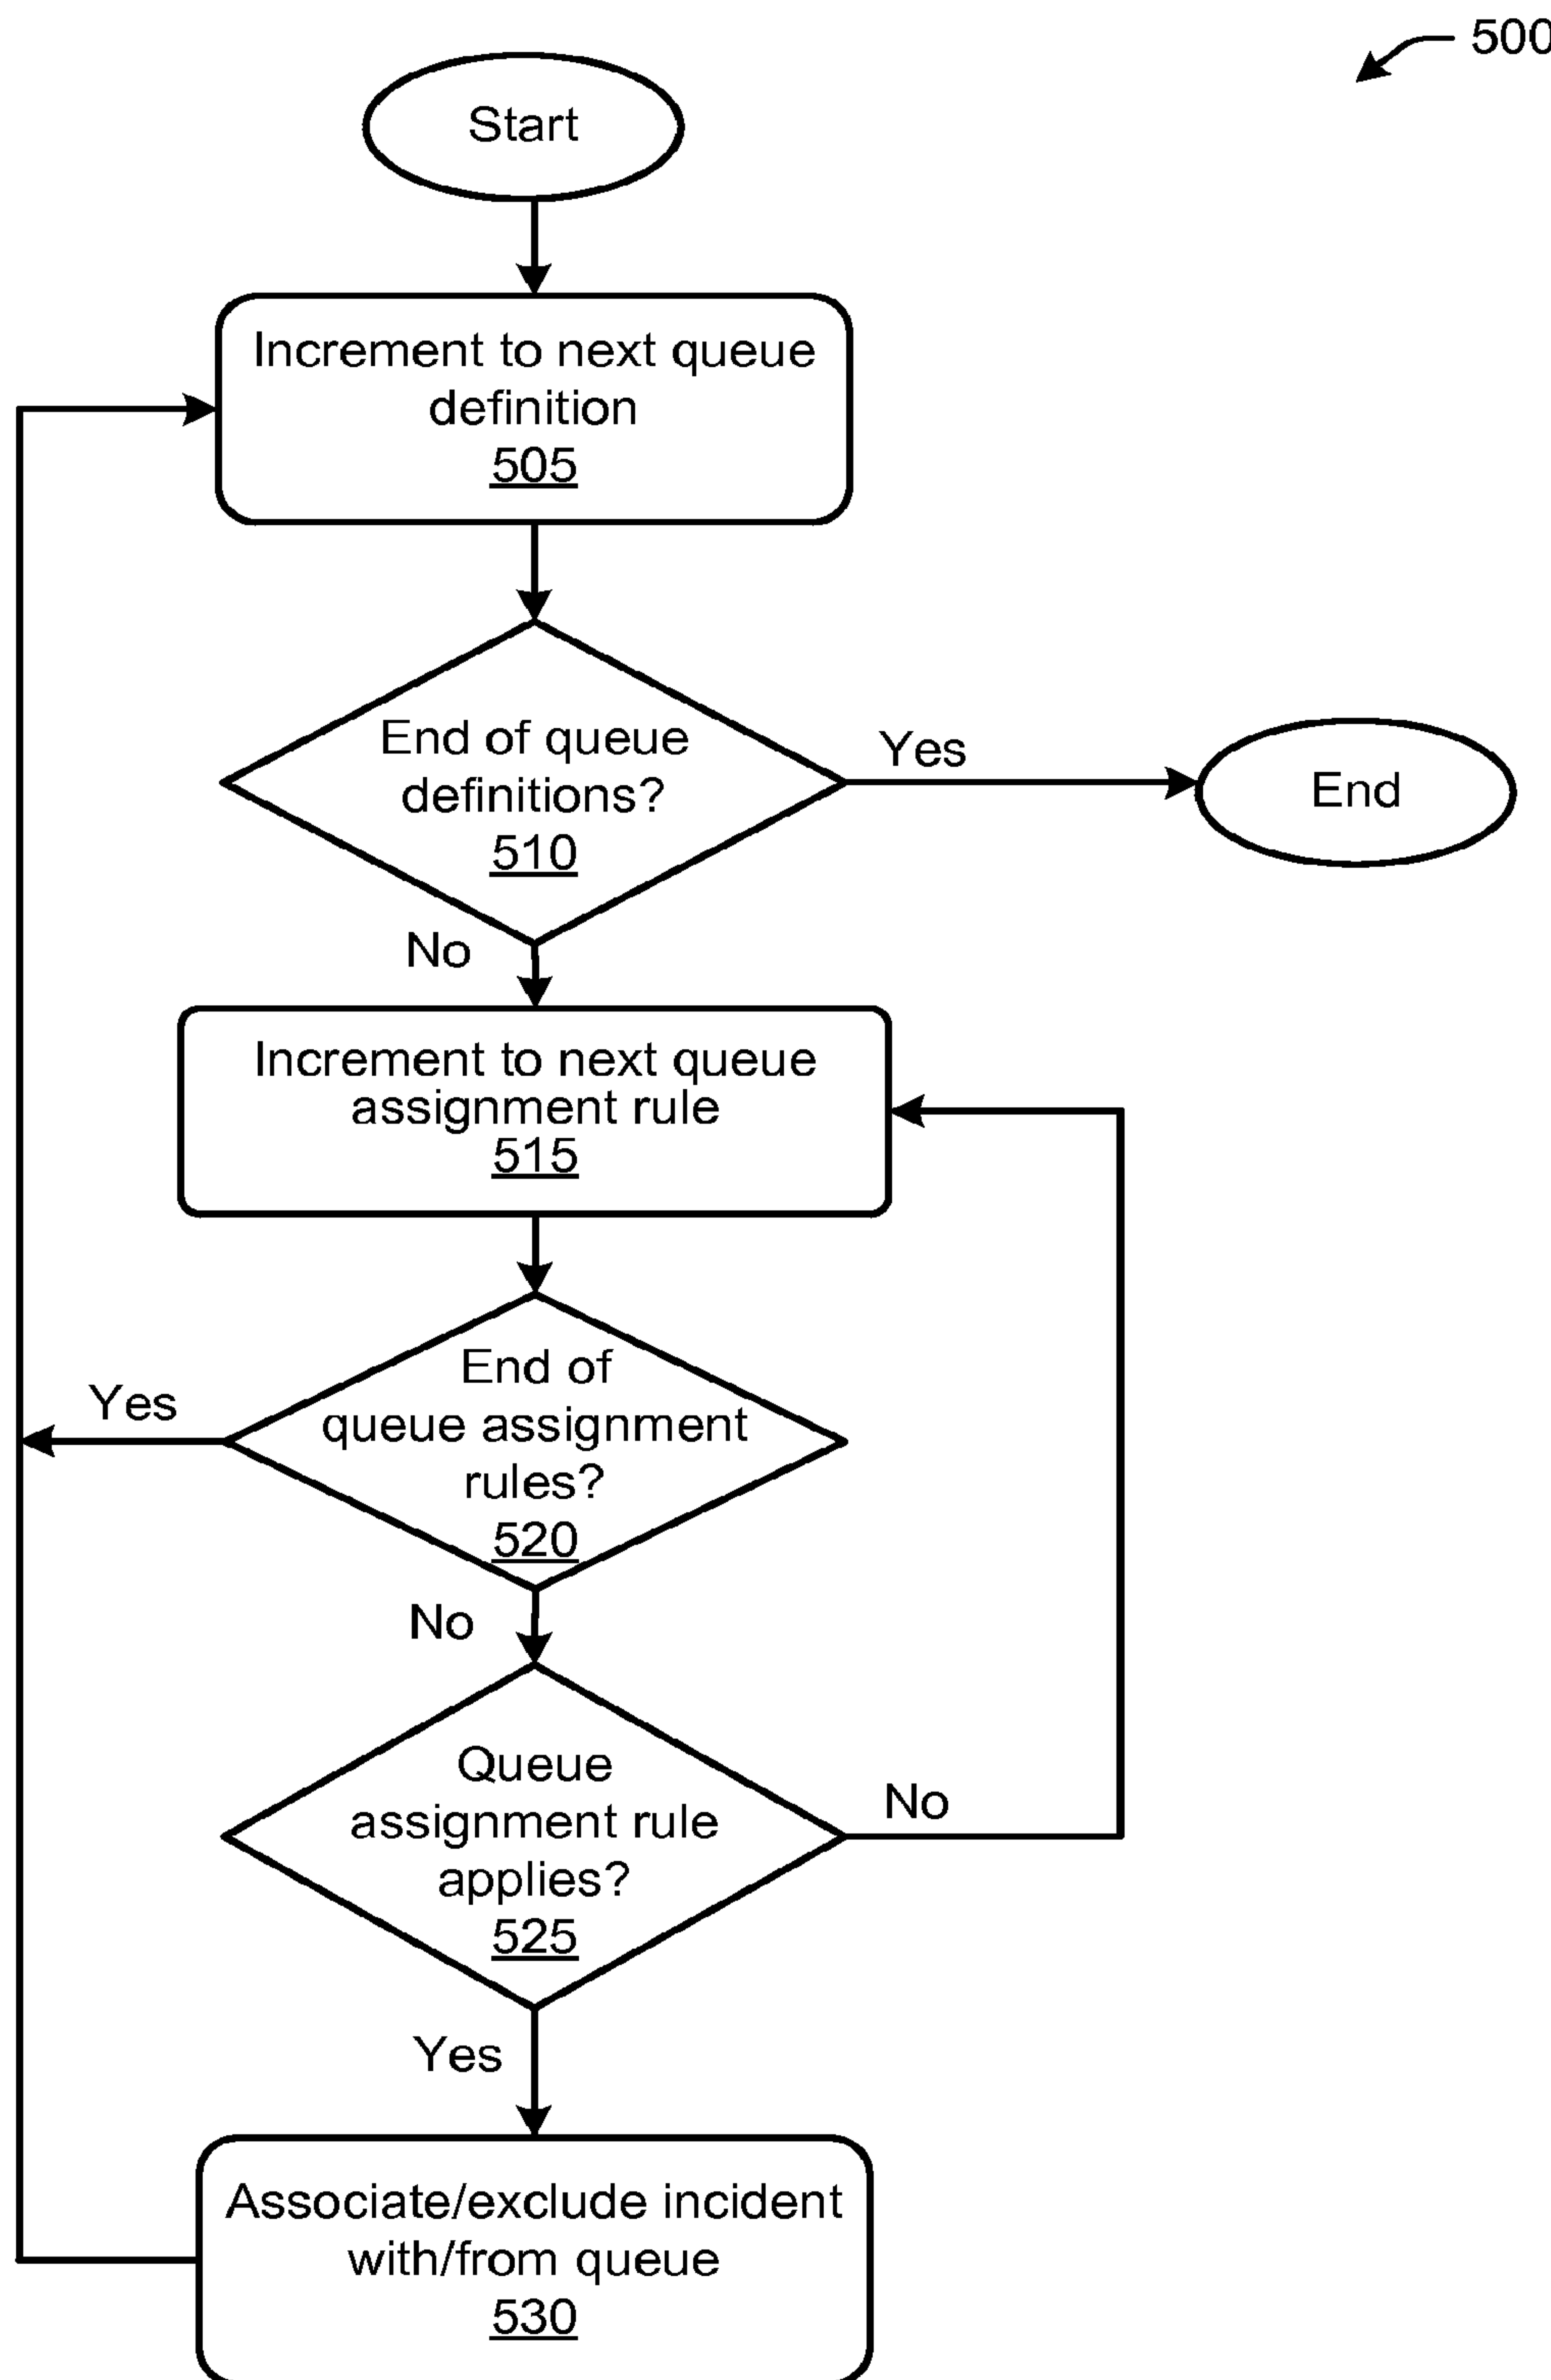 500
Start
Increment to next queue
definition
505
End of queue
definitions?
510
Yes
End
No
Increment to next queue
assignment rule
515
End of
queue assignment
rules?
520
Yes
No
Queue
assignment rule
applies?
525
No
Yes
Associate/exclude incident
with/from queue
530